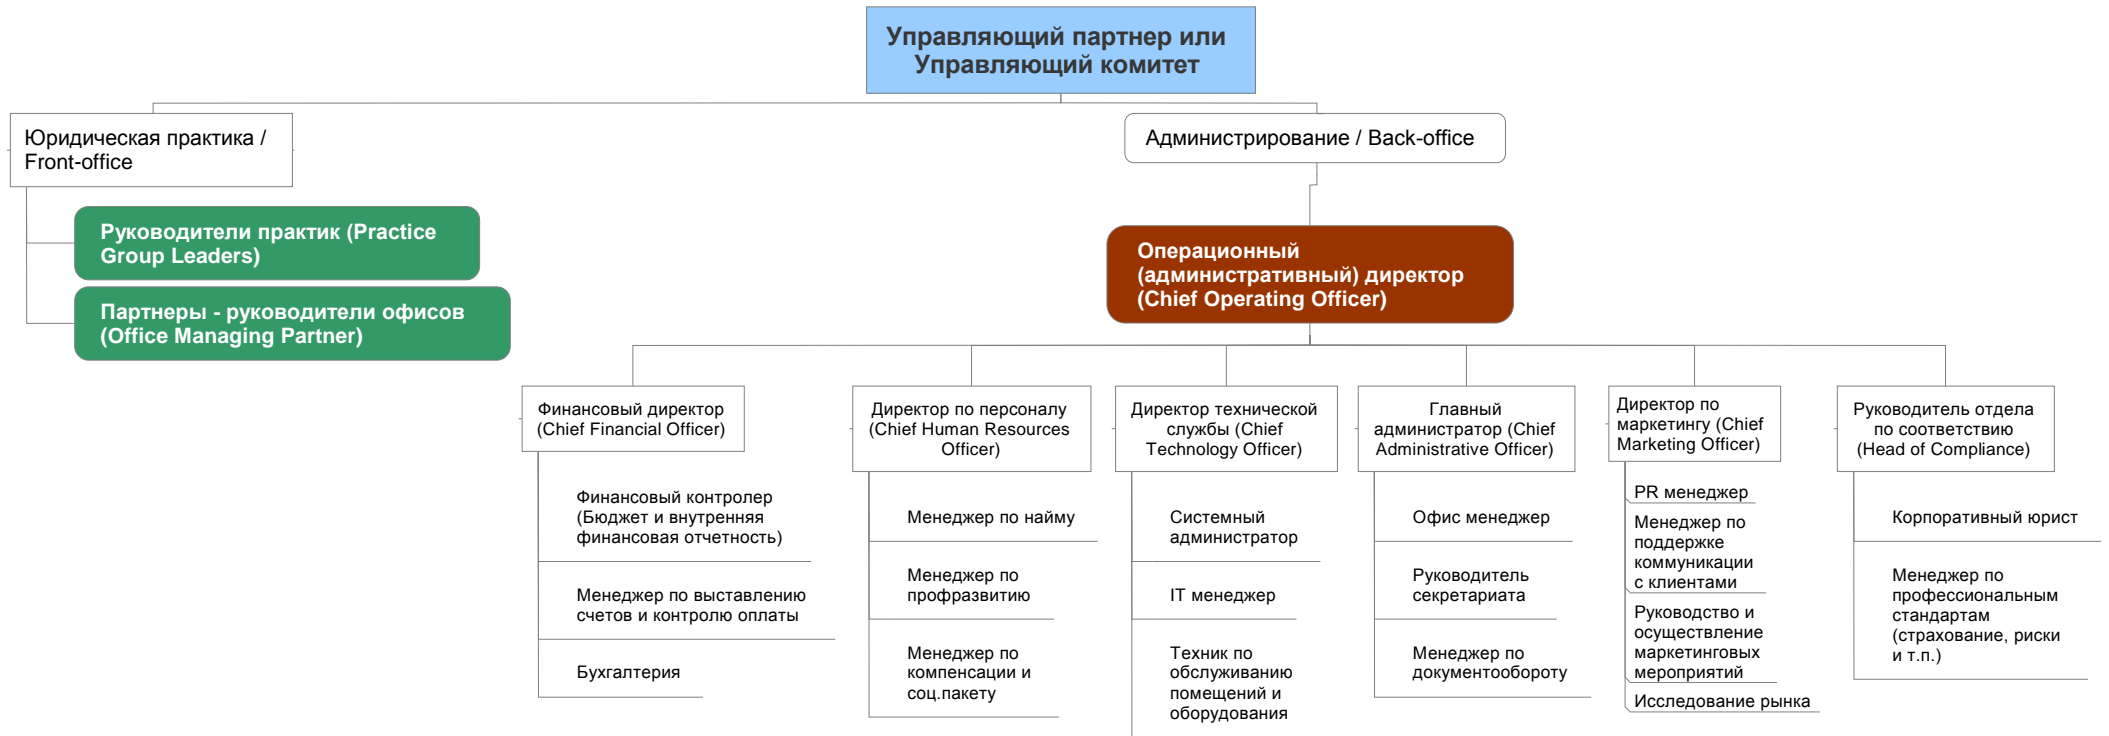 Управляющий партнер или
Управляющий комитет
Юридическая практика /
Front-office
Администрирование / Back-office
Руководители практик (Practice
Group Leaders)
Партнеры - руководители офисов
(Office Managing Partner)
Операционный
(административный) директор
(Chief Operating Officer)
Финансовый директор
(Chief Financial Officer)
Финансовый контролер
(Бюджет и внутренняя
финансовая отчетность)
Менеджер по выставлению
счетов и контролю оплаты
Бухгалтерия
Директор по персоналу
(Chief Human Resources
Officer)
Менеджер по найму
Менеджер по
профразвитию
Менеджер по
компенсации и
соц.пакету
Директор технической
службы (Chief
Technology Officer)
Системный
администратор
IT менеджер
Техник по
обслуживанию
помещений и
оборудования
Главный
администратор (Chief
Administrative Officer)
Офис менеджер
Руководитель
секретариата
Менеджер по
документообороту
Директор по
маркетингу (Chief
Marketing Officer)
PR менеджер
Менеджер по
поддержке
коммуникации
с клиентами
Руководство и
осуществление
маркетинговых
мероприятий
Исследование рынка
Руководитель отдела
по соответствию
(Head of Compliance)
Корпоративный юрист
Менеджер по
профессиональным
стандартам
(страхование, риски
и т.п.)